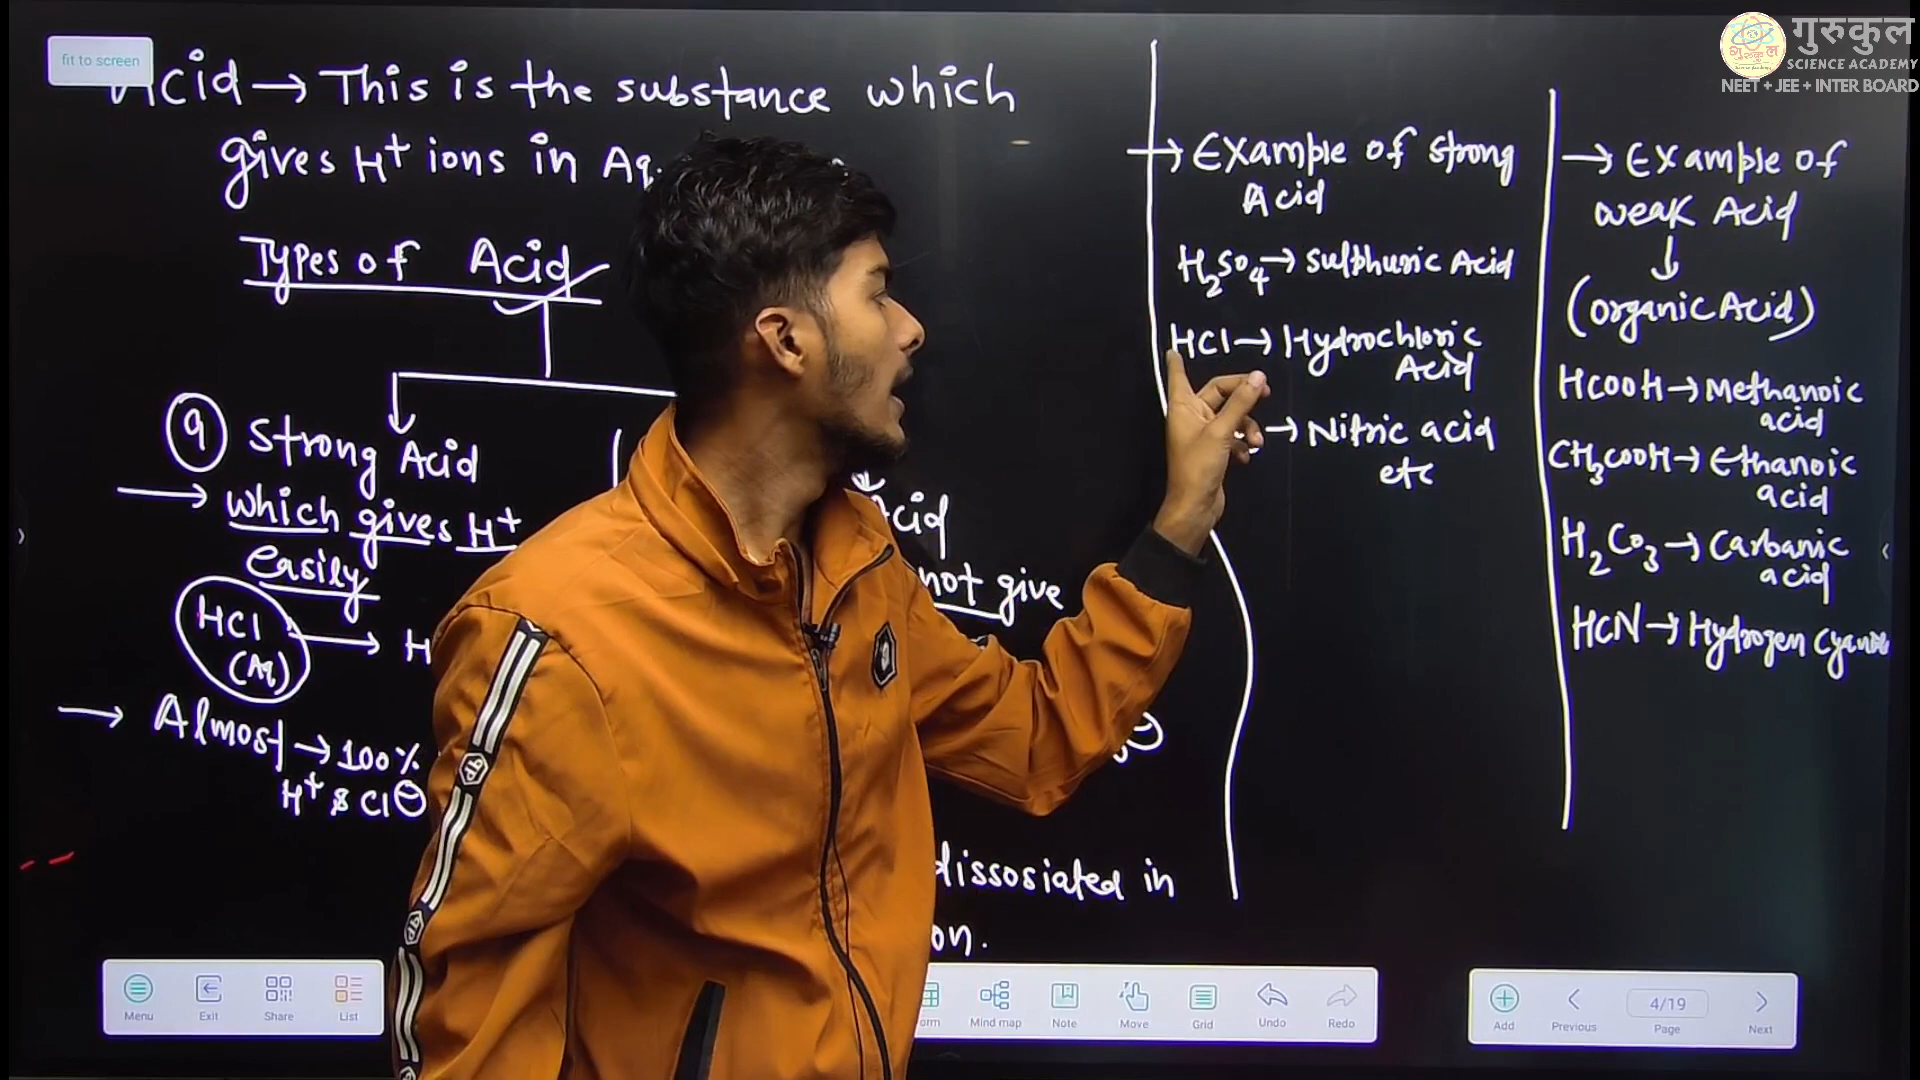 fit to screen
Acid → This is the substance which
gives H+ ions in Aq.
Types of Acid
a Strong Acid
→ which gives H+
easily
HCl
(Aq)
→ H
→ Almost → 100%
H+ & Cl⊖
Acid
not give
dissosiated in
on.
→ Example of strong
Acid
H2SO4 → Sulphuric Acid
HCl → Hydrochloric
Acid
→ Nitric acid
etc
→ Example of
weak Acid
↓
(organic Acid)
HCOOH → Methanoic
acid
CH3COOH → Ethanoic
acid
H2CO3 → Carbanic
acid
HCN → Hydrogen
गुरुकुल
SCIENCE ACADEMY
NEET + JEE + INTER BOARD
Menu
Exit
Share
List
orm
Mind map
Note
Move
Grid
Undo
Redo
Add
Previous
4/19
Page
Next